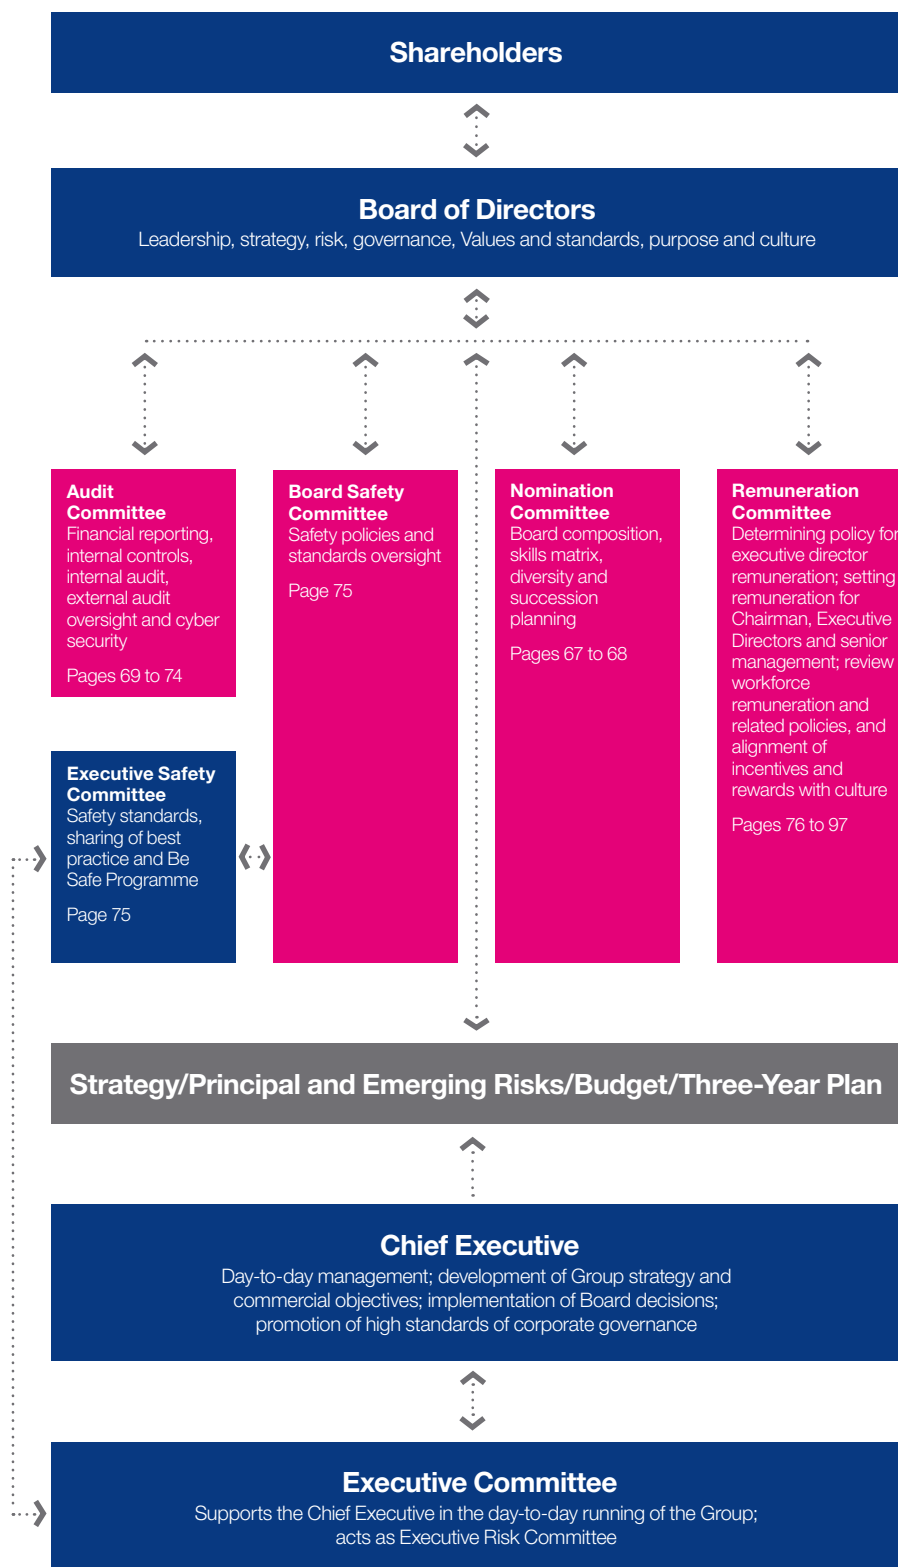 Shareholders
Board of Directors
Leadership, strategy, risk, governance, Values and standards, purpose and culture
Audit
Committee
Financial reporting,
internal controls,
internal audit,
external audit
oversight and cyber
security
Pages 69 to 74
Board Safety
Committee
Safety policies and
standards oversight
Page 75
Nomination
Committee
Board composition,
skills matrix,
diversity and
succession
planning
Pages 67 to 68
Remuneration
Committee
Determining policy for
executive director
remuneration; setting
remuneration for
Chairman, Executive
Directors and senior
management; review
workforce
remuneration and
related policies, and
alignment of
incentives and
rewards with culture
Pages 76 to 97
Executive Safety
Committee
Safety standards,
sharing of best
practice and Be
Safe Programme
Page 75
Strategy/Principal and Emerging Risks/Budget/Three-Year Plan
Chief Executive
Day-to-day management; development of Group strategy and
commercial objectives; implementation of Board decisions;
promotion of high standards of corporate governance
Executive Committee
Supports the Chief Executive in the day-to-day running of the Group;
acts as Executive Risk Committee